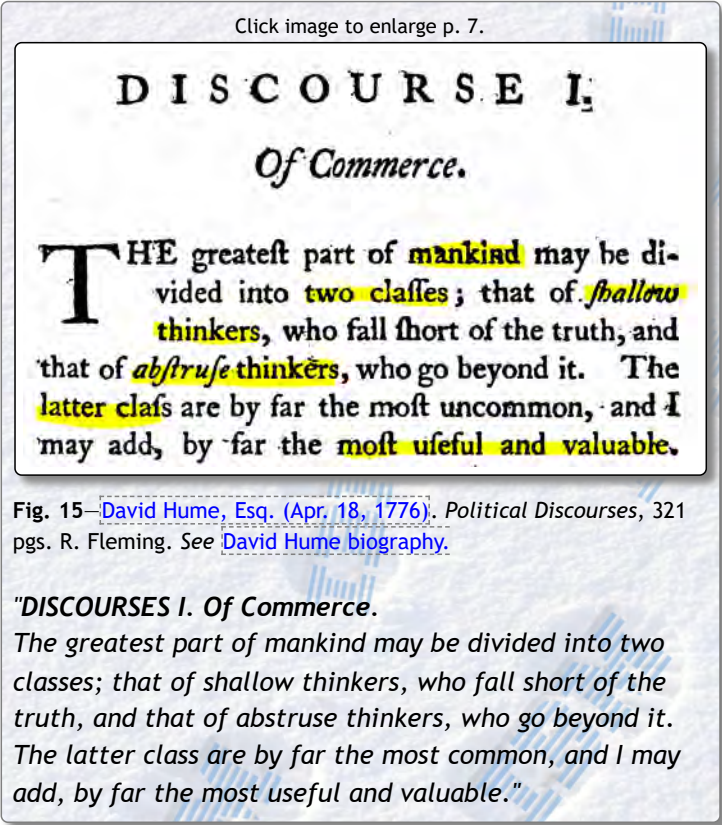 Click image to enlarge p. 7.
DISCOURSE I.
Of Commerce.
THE greateſt part of mankind may be di-
vided into two claſſes; that of ſhallow
thinkers, who fall ſhort of the truth, and
that of abſtruſe thinkers, who go beyond it. The
latter claſs are by far the moſt uncommon, and I
may add, by far the moſt uſeful and valuable.
Fig. 15—David Hume, Esq. (Apr. 18, 1776). Political Discourses, 321
pgs. R. Fleming. See David Hume biography.
"DISCOURSES I. Of Commerce.
The greatest part of mankind may be divided into two
classes; that of shallow thinkers, who fall short of the
truth, and that of abstruse thinkers, who go beyond it.
The latter class are by far the most common, and I may
add, by far the most useful and valuable."